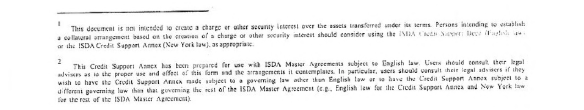 1
This document is not intended to create a charge or other security interest over the assets transferred under its terms. Persons intending to establish
a collateral arrangement based on the creation of a charge or other security interest should consider using the ISDA Credit Support Deed (English law)
or the ISDA Credit Support Annex (New York law), as appropriate.
2
This Credit Support Annex has been prepared for use with ISDA Master Agreements subject to English law. Users should consult their legal
advisers as to the proper use and effect of this form and the arrangements it contemplates. In particular, users should consult their legal advisers if they
wish to have the Credit Support Annex made subject to a governing law other than English law or to have the Credit Support Annex subject to a
different governing law than that governing the rest of the ISDA Master Agreement (e.g., English law for the Credit Support Annex and New York law
for the rest of the ISDA Master Agreement).